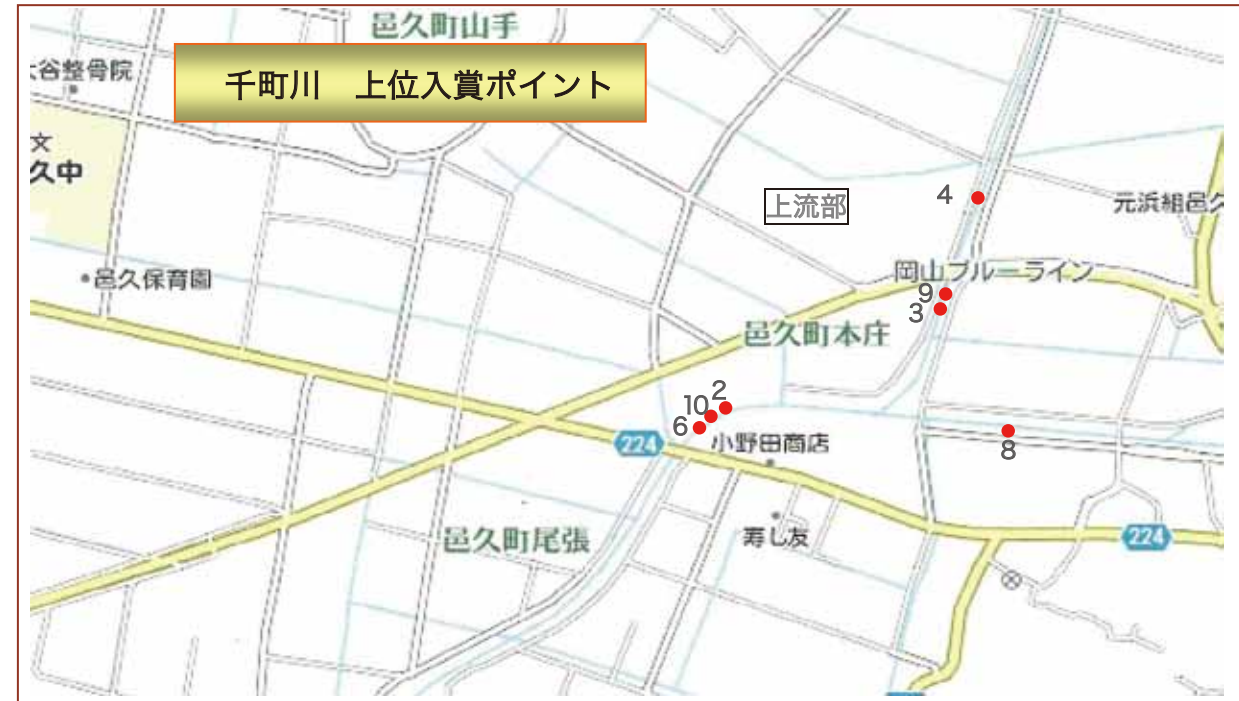 邑久町山手
千町川 上位入賞ポイント
谷整骨院
文
久中
上流部
4
元浜組邑久
邑久保育園
岡山ブルーライン
9
3
邑久町本庄
2
10
6
224
小野田商店
8
寿し友
邑久町尾張
224